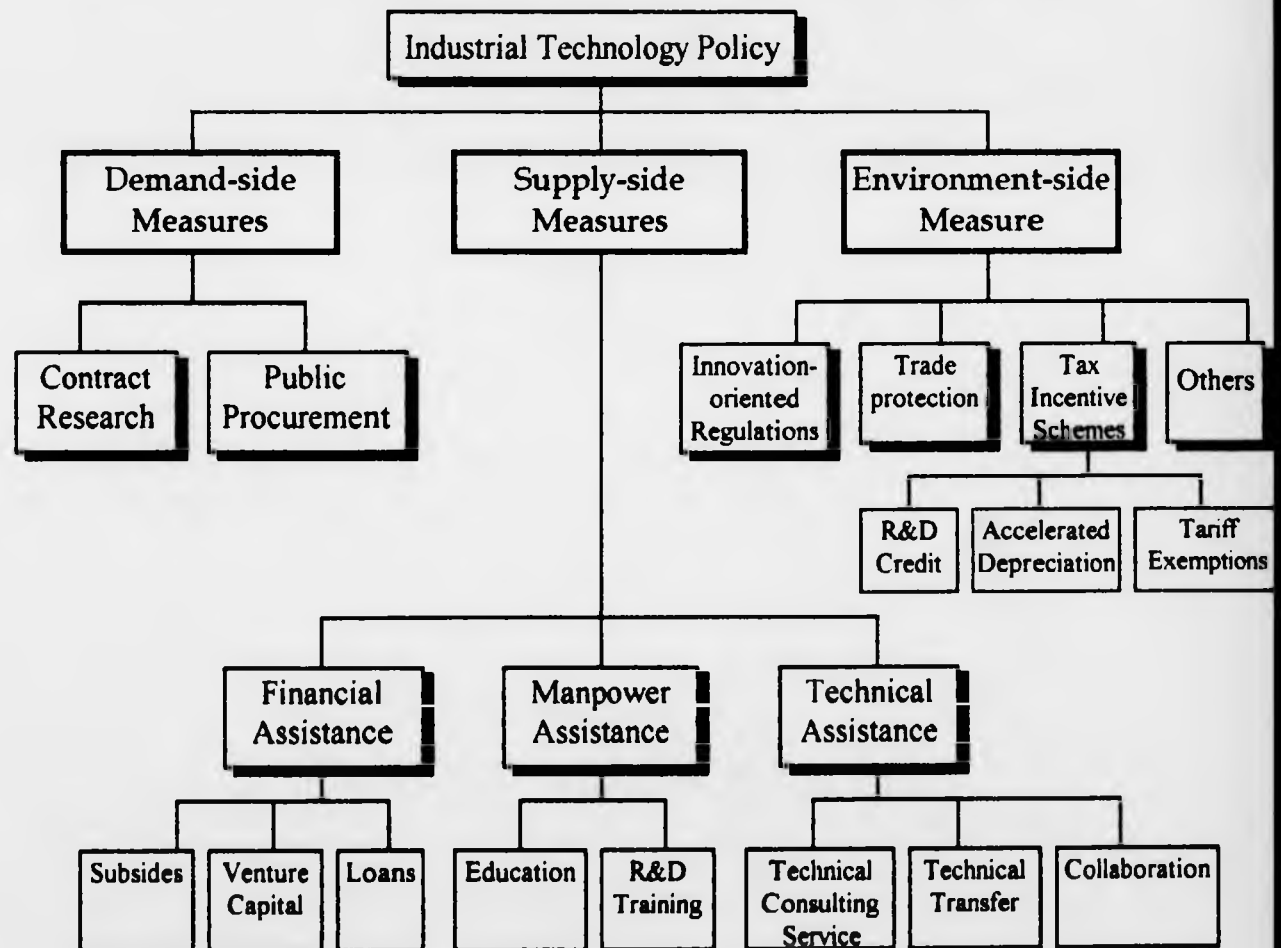 Industrial Technology Policy
Demand-side
Measures
Supply-side
Measures
Environment-side
Measure
Contract
Research
Public
Procurement
Innovation-
oriented
Regulations
Trade
protection
Tax
Incentive
Schemes
Others
R&D
Credit
Accelerated
Depreciation
Tariff
Exemptions
Financial
Assistance
Manpower
Assistance
Technical
Assistance
Subsides
Venture
Capital
Loans
Education
R&D
Training
Technical
Consulting
Service
Technical
Transfer
Collaboration